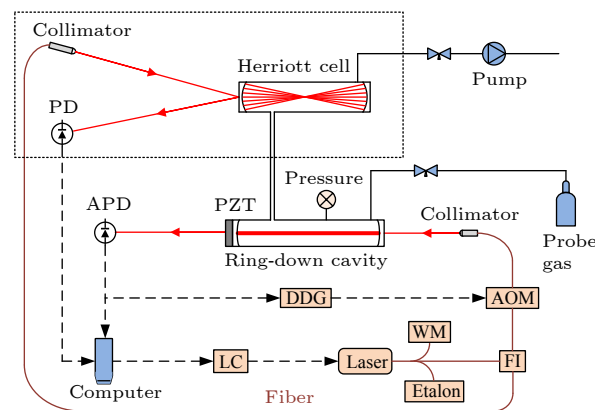 Collimator
Herriott cell
Pump
PD
Pressure
PZT
APD
Collimator
Probe
gas
Ring-down cavity
DDG
AOM
WM
LC
Laser
FI
Etalon
Computer
Fiber